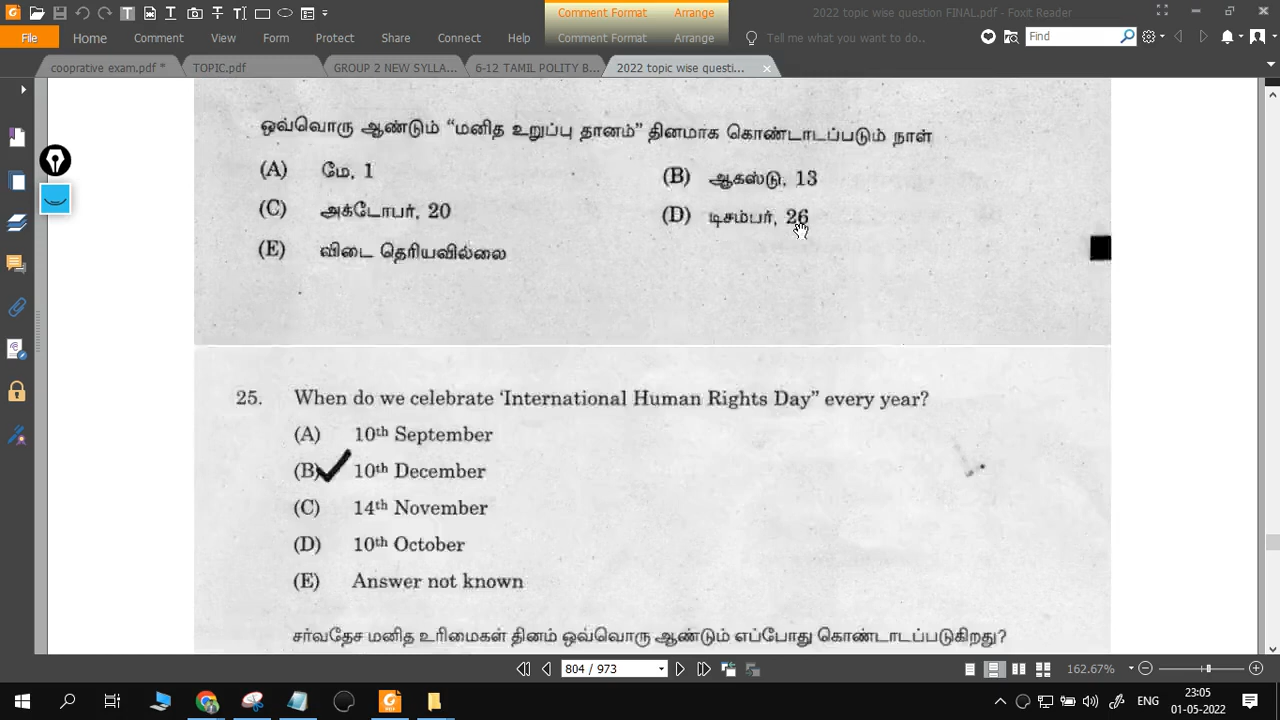 Comment Format Arrange
2022 topic wise question FINAL.pdf - Foxit Reader
File Home Comment View Form Protect Share Connect Help Comment Format Arrange Tell me what you want to do.. Find
cooprative exam.pdf * TOPIC.pdf GROUP 2 NEW SYLLA... 6-12 TAMIL POLITY B... 2022 topic wise questi...
ஒவ்வொரு ஆண்டும் “மனித உறுப்பு தானம்” தினமாக கொண்டாடப்படும் நாள்
(A) மே, 1 (B) ஆகஸ்டு, 13
(C) அக்டோபர், 20 (D) டிசம்பர், 26
(E) விடை தெரியவில்லை
25. When do we celebrate ‘International Human Rights Day” every year?
(A) 10th September
(B) 10th December
(C) 14th November
(D) 10th October
(E) Answer not known
சர்வதேச மனித உரிமைகள் தினம் ஒவ்வொரு ஆண்டும் எப்போது கொண்டாடப்படுகிறது?
804 / 973 162.67%
ENG 23:05
01-05-2022